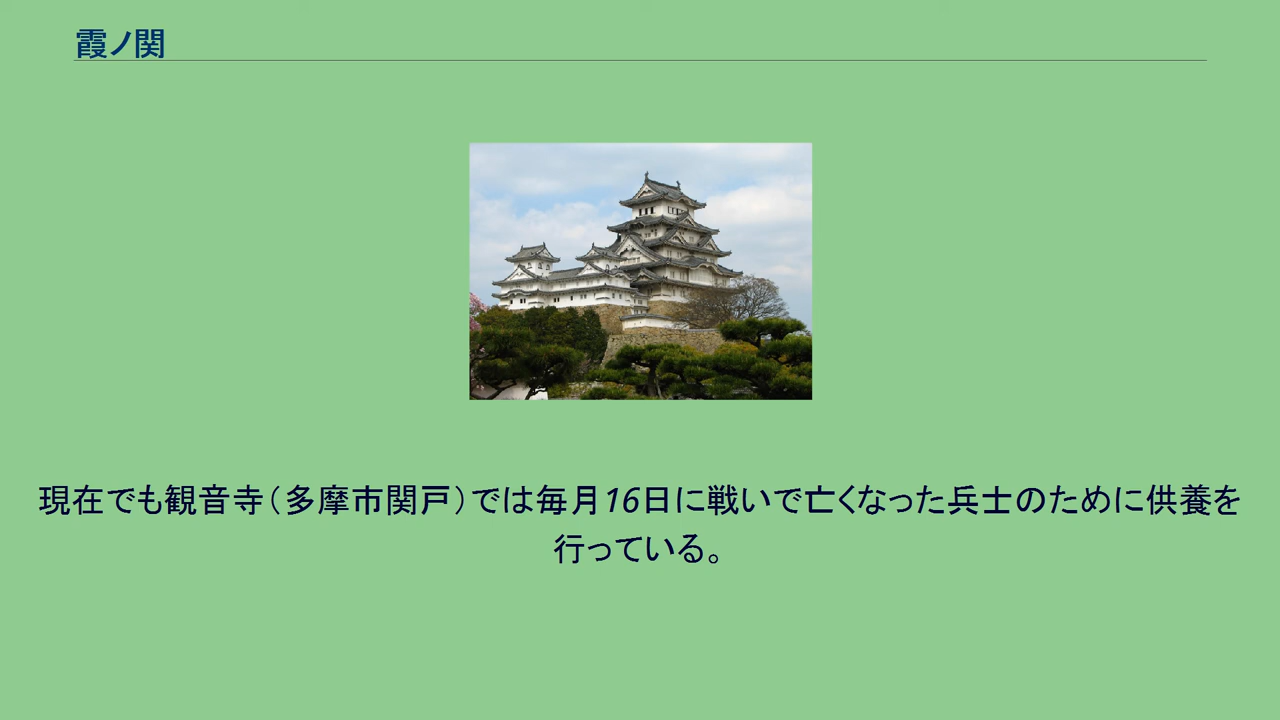 霞ノ関
現在でも観音寺（多摩市関戸）では毎月16日に戦いで亡くなった兵士のために供養を
行っている。